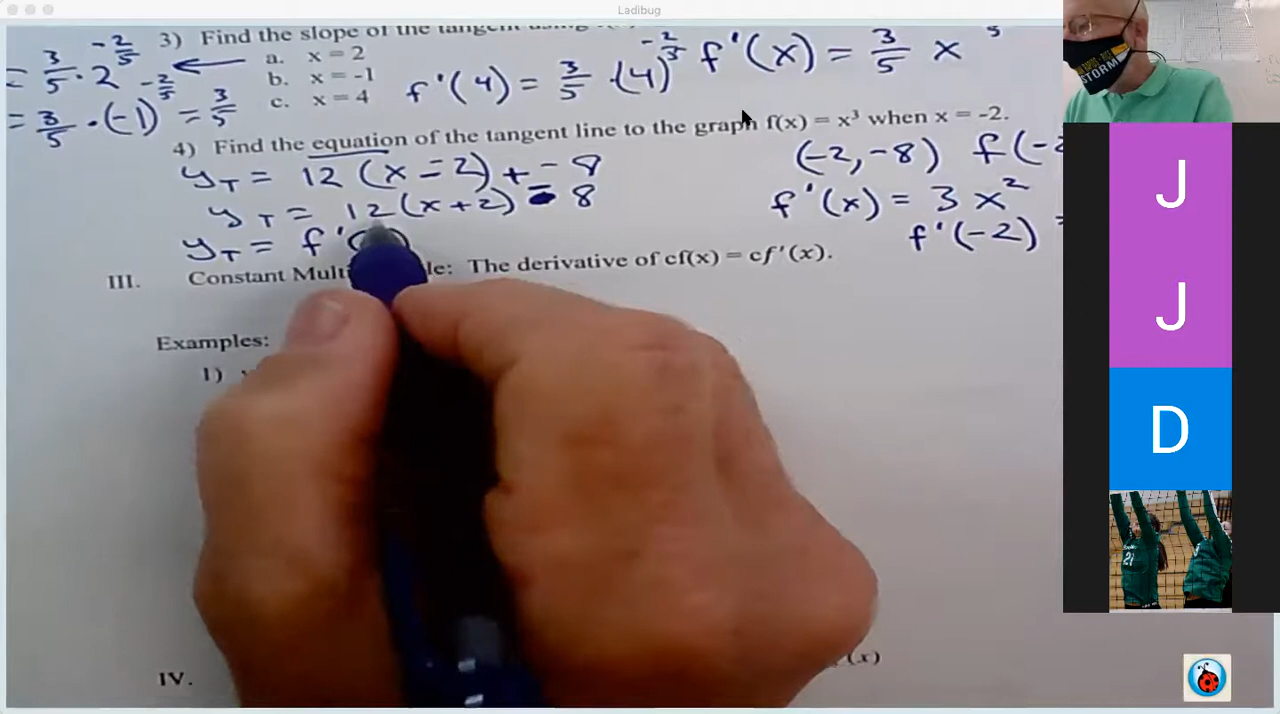 Ladibug
3) Find the slope of the tangent using
= 3/5 · 2^(-2/5)
a. x = 2
b. x = -1
c. x = 4
f'(4) = 3/5 · (4)
f'(x) = 3/5 x
= 3/5 · (-1)^(-2/5) = 3/5
STORM
4) Find the equation of the tangent line to the graph f(x) = x³ when x = -2.
y_T = 12 (x - -2) + -8
(-2, -8) f(-2
y_T = 12 (x + 2) - 8
f'(x) = 3x²
y_T = f'(
f'(-2) =
III. Constant Mult le: The derivative of cf(x) = cf'(x).
Examples:
1)
IV.
(x)
J
J
D
21